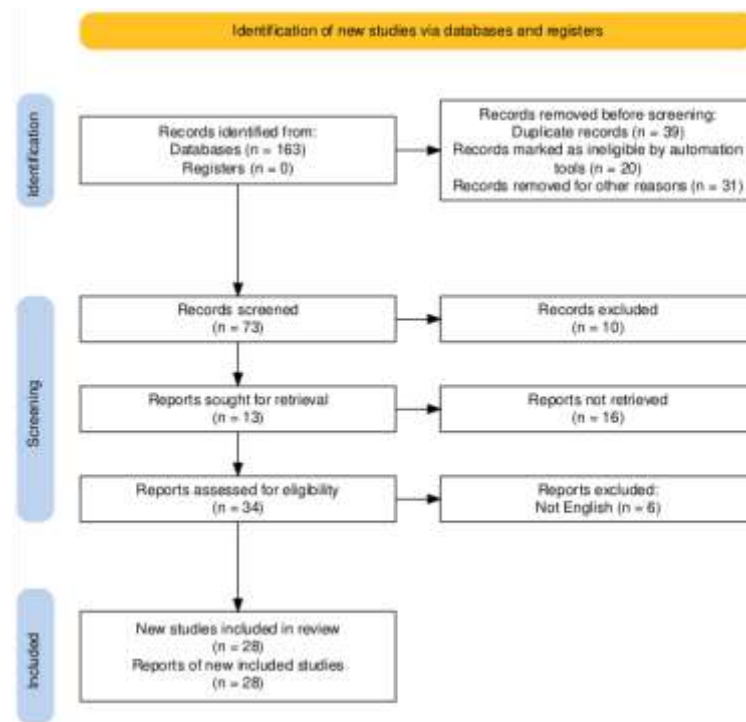 Identification of new studies via databases and registers
Identification
Records identified from:
Databases (n = 163)
Registers (n = 0)
Records removed before screening:
Duplicate records (n = 39)
Records marked as ineligible by automation
tools (n = 20)
Records removed for other reasons (n = 31)
Screening
Records screened
(n = 73)
Records excluded
(n = 10)
Reports sought for retrieval
(n = 13)
Reports not retrieved
(n = 16)
Reports assessed for eligibility
(n = 34)
Reports excluded:
Not English (n = 6)
Included
New studies included in review
(n = 28)
Reports of new included studies
(n = 28)